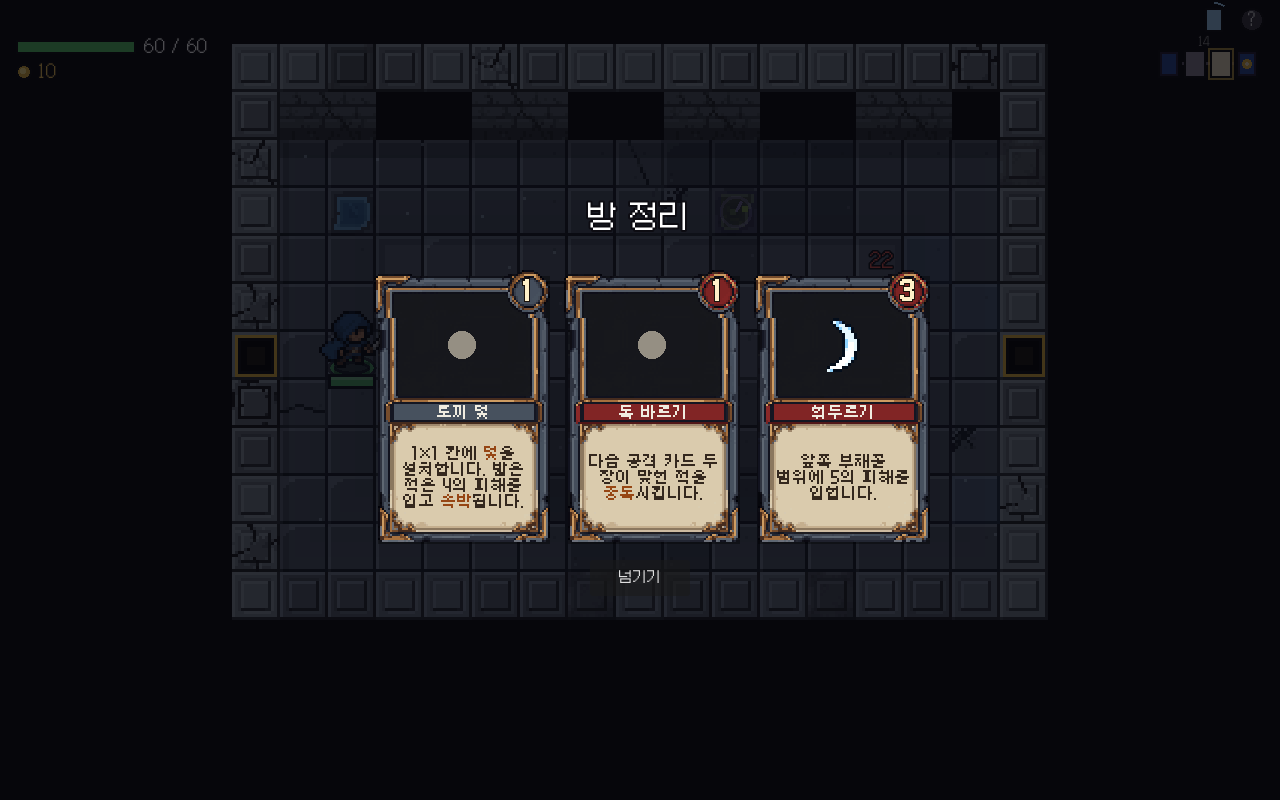 60 / 60
?
10
14
방 정리
22
1
1
3
토끼 덫
독 바르기
휘두르기
1×1 칸에 덫을
설치합니다. 밟은
적은 4의 피해를
입고 속박됩니다.
다음 공격 카드 두
장이 맞힌 적을
중독시킵니다.
앞쪽 부채꼴
범위에 5의 피해를
입힙니다.
넘기기